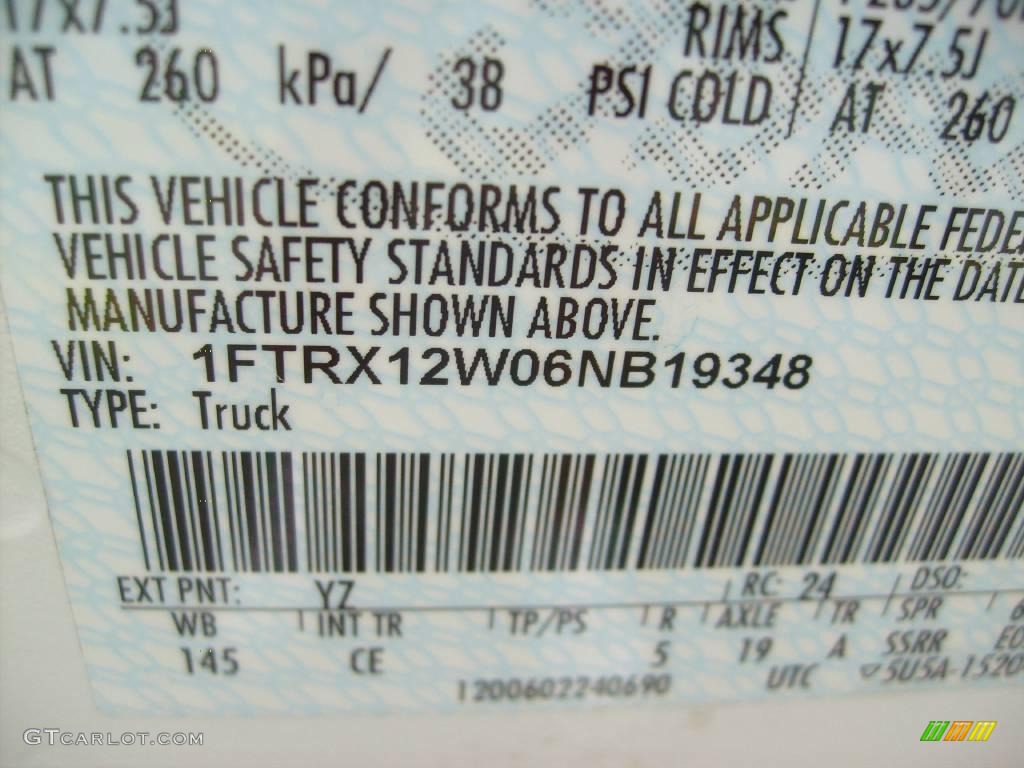 17x7.5J
RIMS 17x7.5J
AT 260 kPa/ 38 PSI COLD AT 260
THIS VEHICLE CONFORMS TO ALL APPLICABLE FEDE
VEHICLE SAFETY STANDARDS IN EFFECT ON THE DATE
MANUFACTURE SHOWN ABOVE.
VIN: 1FTRX12W06NB19348
TYPE: Truck
EXT PNT: YZ RC: 24 DSO:
WB INT TR TP/PS R AXLE TR SPR
145 CE 5 19 A SSRR
1200602240690 UTC 5U5A-1520
GTCARLOT.COM